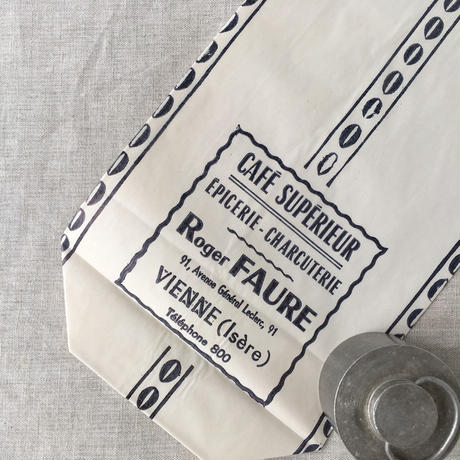 CAFÉ SUPÉRIEUR
ÉPICERIE - CHARCUTERIE
Roger FAURE
91, Avenue Général Leclerc, 91
VIENNE (Isère)
Téléphone 800